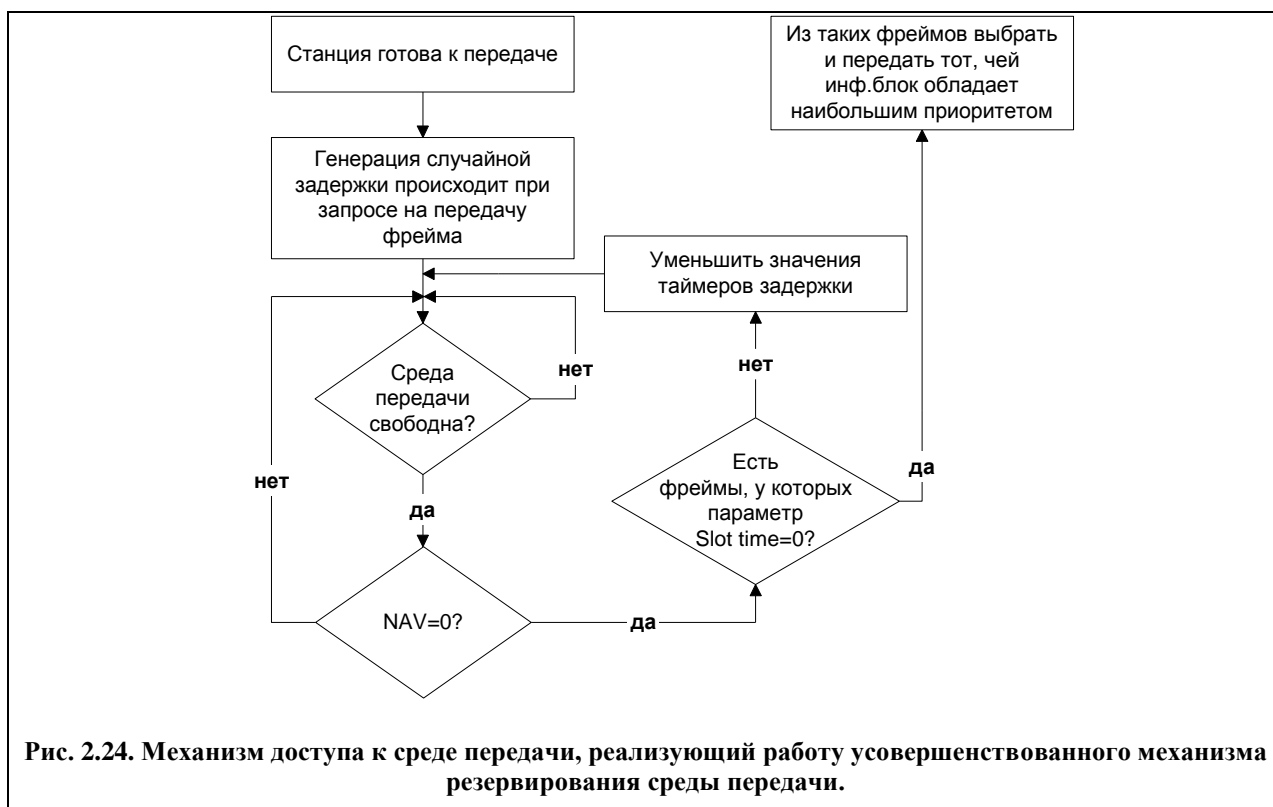 Станция готова к передаче
Генерация случайной
задержки происходит при
запросе на передачу
фрейма
Среда
передачи
свободна?
нет
да
нет
NAV=0?
да
Есть
фреймы, у которых
параметр
Slot time=0?
нет
Уменьшить значения
таймеров задержки
да
Из таких фреймов выбрать
и передать тот, чей
инф.блок обладает
наибольшим приоритетом
Рис. 2.24. Механизм доступа к среде передачи, реализующий работу усовершенствованного механизма
резервирования среды передачи.